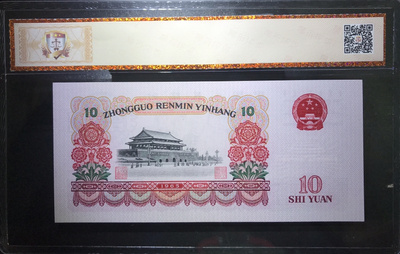 10 ZHONGGUO RENMIN YINHANG 10
1965
10
SHI YUAN